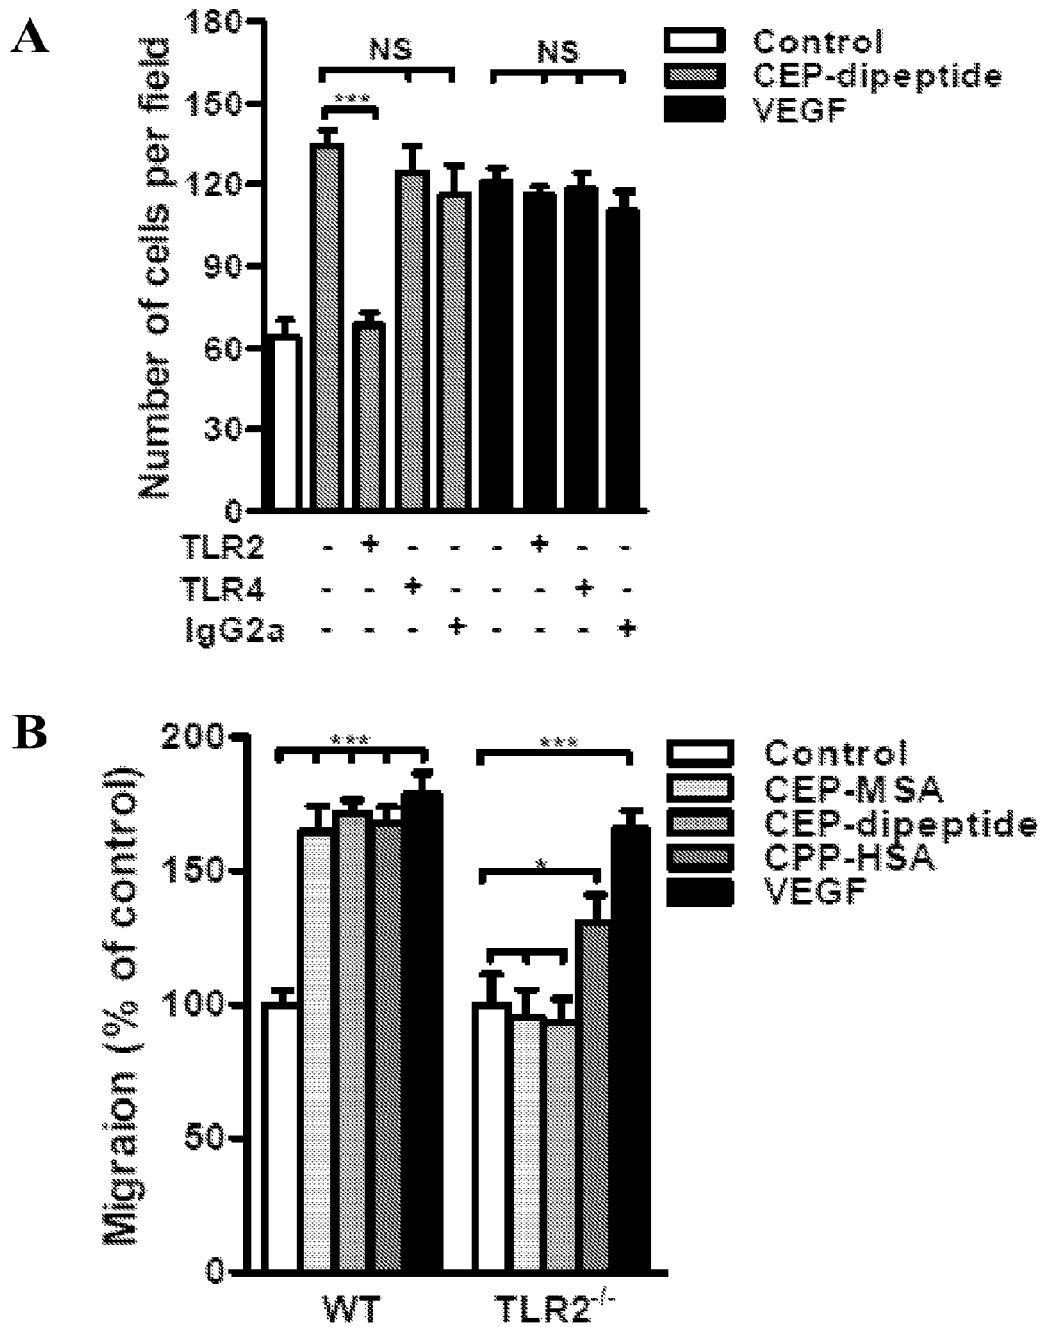 A
Number of cells per field
180
150
120
90
60
30
0
NS
***
NS
Control
CEP-dipeptide
VEGF
TLR2 - + - - - + - -
TLR4 - - + - - - + -
IgG2a - - - + - - - +
B
Migraion (% of control)
200
150
100
50
0
***
***
*
Control
CEP-MSA
CEP-dipeptide
CPP-HSA
VEGF
WT
TLR2-/-